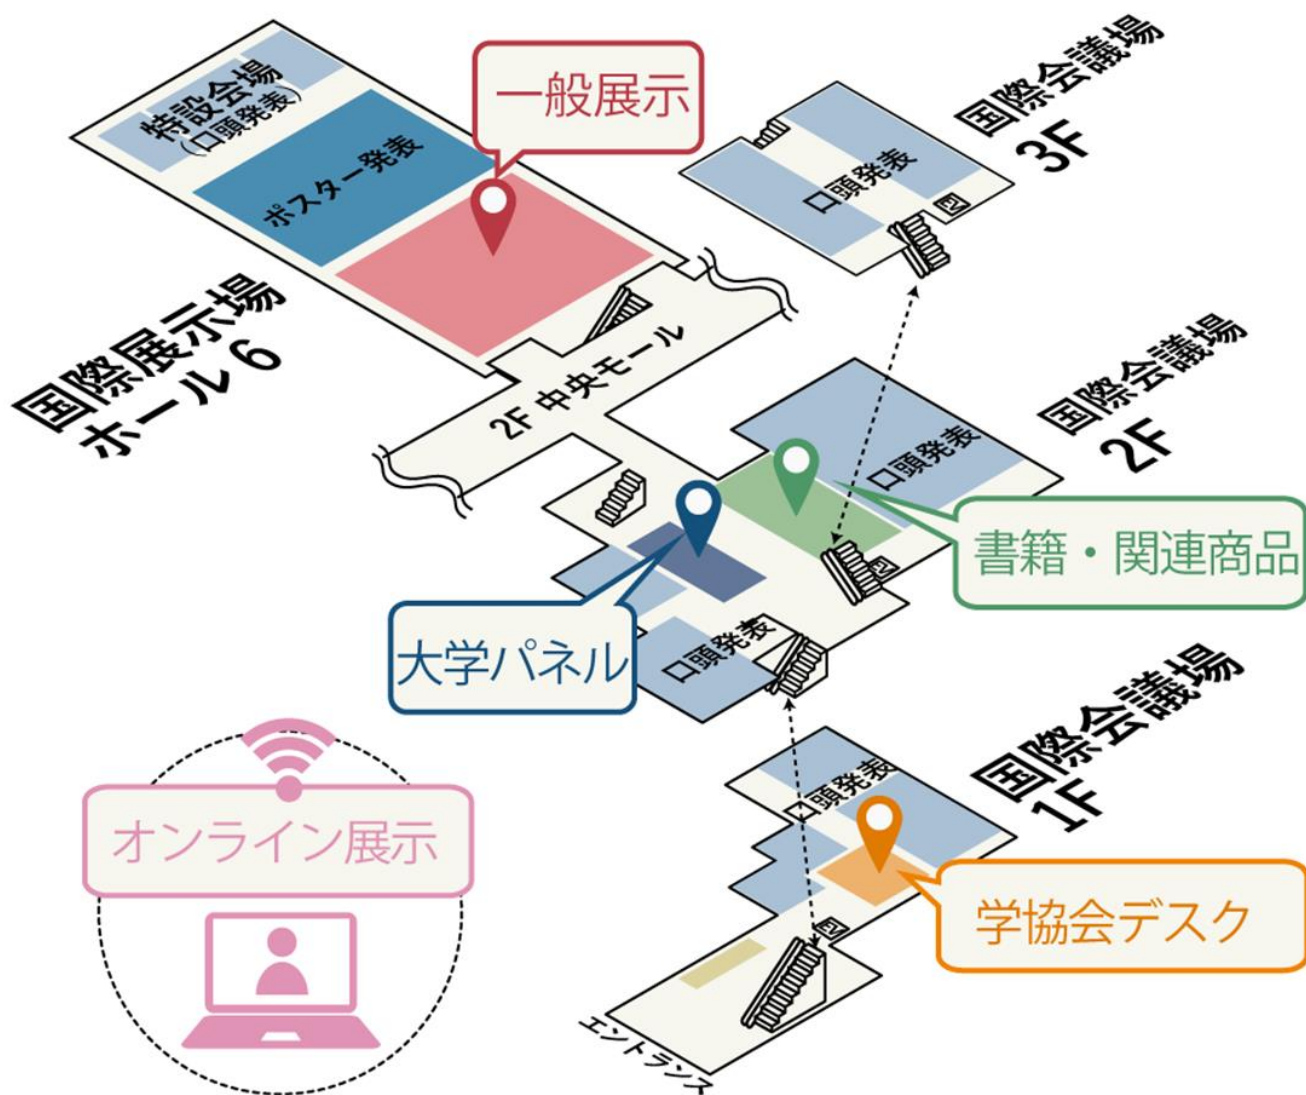 一般展示
特設会場
(口頭発表)
ポスター発表
国際展示場
ホール 6
2F 中央モール
国際会議場
3F
口頭発表
EV
国際会議場
2F
口頭発表
書籍・関連商品
EV
大学パネル
口頭発表
国際会議場
1F
口頭発表
学協会デスク
EV
エントランス
オンライン展示